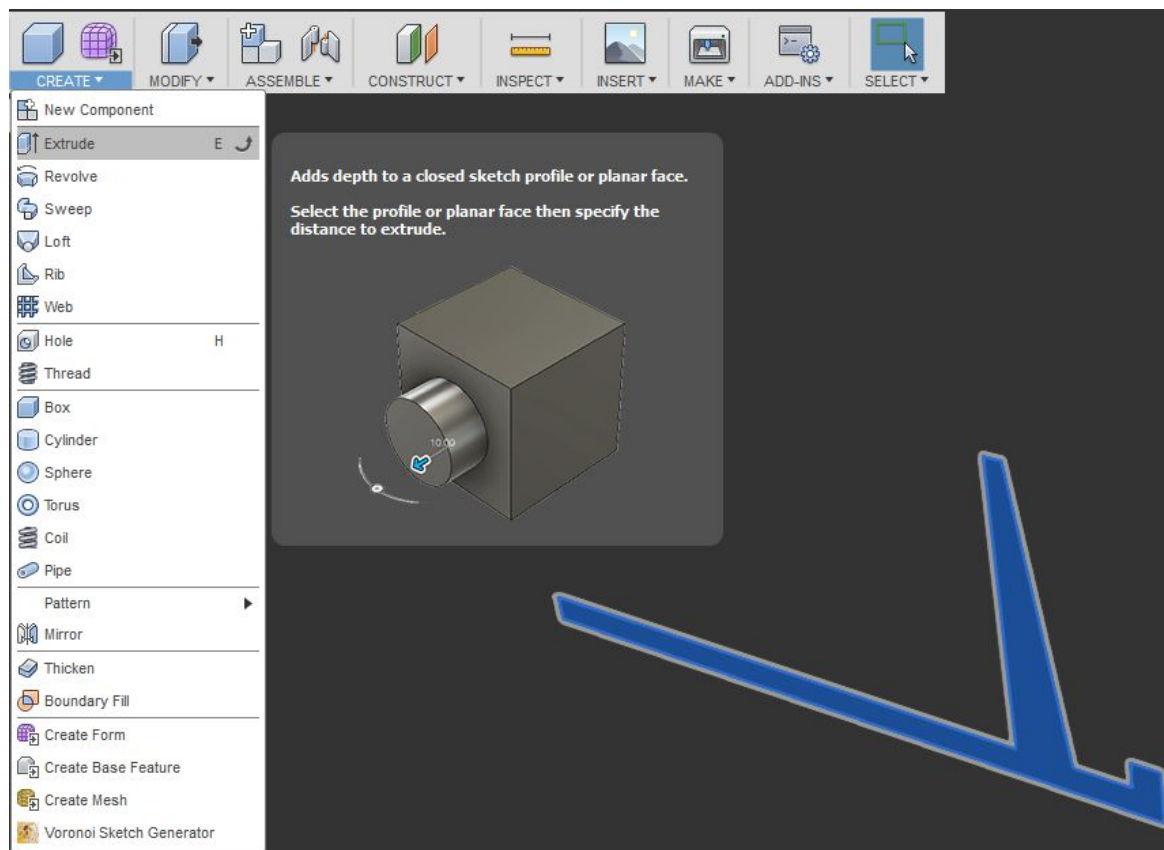 CREATE ▾ MODIFY ▾ ASSEMBLE ▾ CONSTRUCT ▾ INSPECT ▾ INSERT ▾ MAKE ▾ ADD-INS ▾ SELECT ▾
New Component
Extrude E
Revolve
Sweep
Loft
Rib
Web
Hole H
Thread
Box
Cylinder
Sphere
Torus
Coil
Pipe
Pattern
Mirror
Thicken
Boundary Fill
Create Form
Create Base Feature
Create Mesh
Voronoi Sketch Generator
Adds depth to a closed sketch profile or planar face.
Select the profile or planar face then specify the
distance to extrude.
10.00